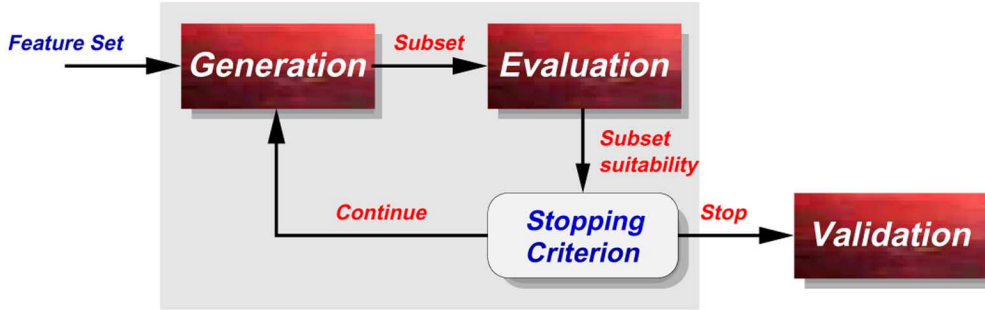 Feature Set
Generation
Subset
Evaluation
Subset
suitability
Continue
Stopping
Criterion
Stop
Validation